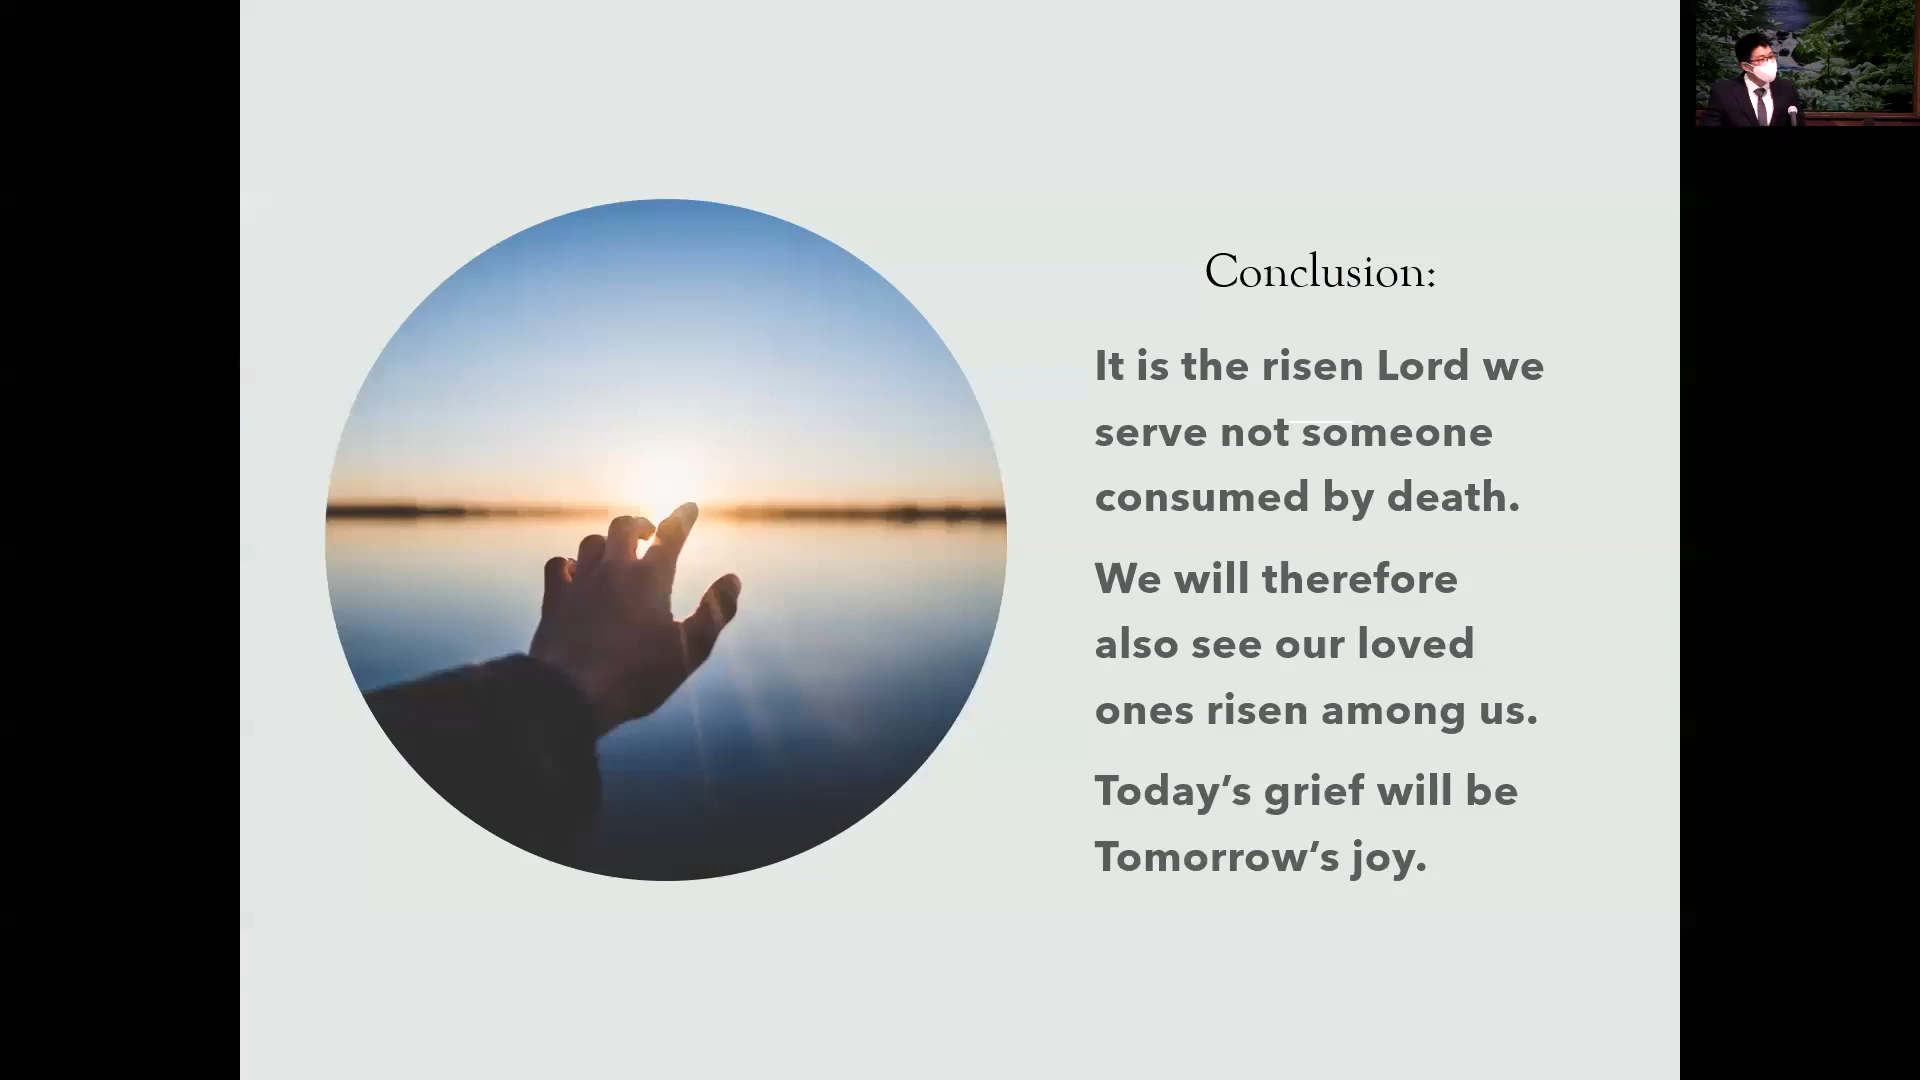 Conclusion:
It is the risen Lord we
serve not someone
consumed by death.
We will therefore
also see our loved
ones risen among us.
Today’s grief will be
Tomorrow’s joy.